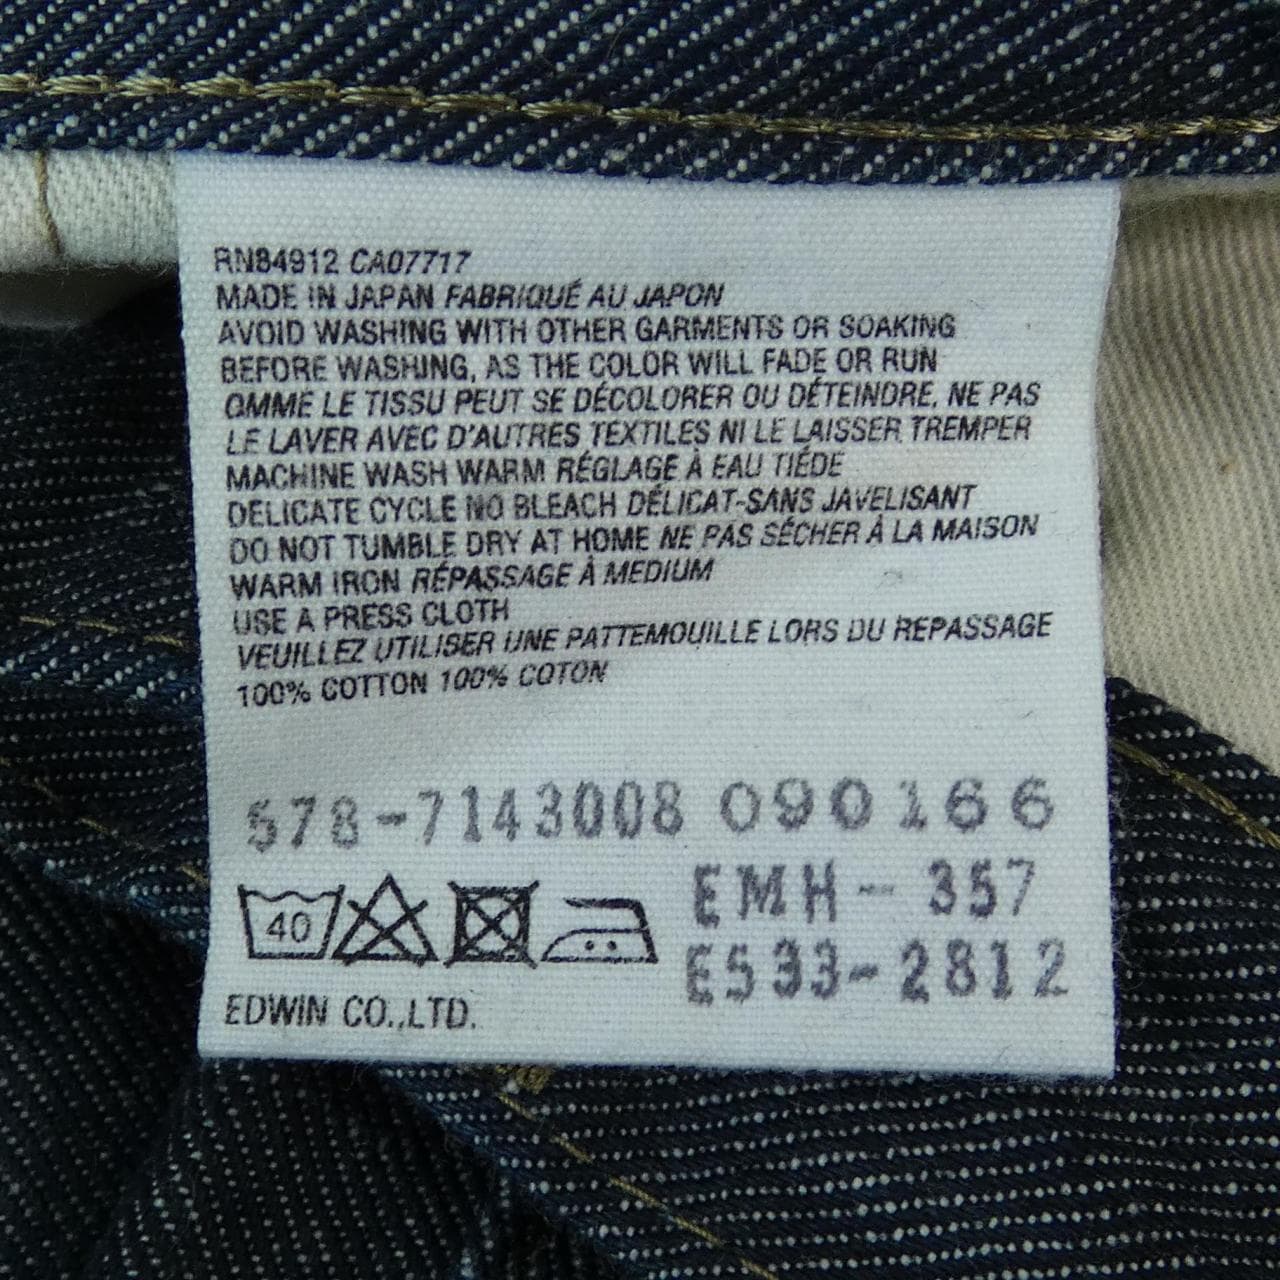 RN84912 CA07717
MADE IN JAPAN FABRIQUÉ AU JAPON
AVOID WASHING WITH OTHER GARMENTS OR SOAKING
BEFORE WASHING, AS THE COLOR WILL FADE OR RUN
OMME LE TISSU PEUT SE DÉCOLORER OU DÉTEINDRE, NE PAS
LE LAVER AVEC D'AUTRES TEXTILES NI LE LAISSER TREMPER
MACHINE WASH WARM RÉGLAGE À EAU TIÉDE
DELICATE CYCLE NO BLEACH DÉLICAT-SANS JAVELISANT
DO NOT TUMBLE DRY AT HOME NE PAS SÉCHER À LA MAISON
WARM IRON RÉPASSAGE À MEDIUM
USE A PRESS CLOTH
VEUILLEZ UTILISER UNE PATTEMOUILLE LORS DU REPASSAGE
100% COTTON 100% COTON
578-7143008 090166
40
EMH-357
E533-2812
EDWIN CO.,LTD.